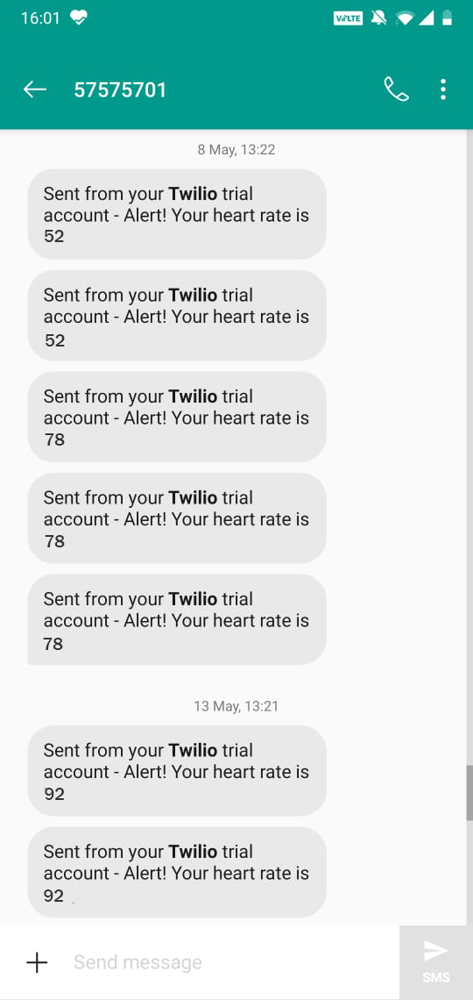 16:01
VoLTE
57575701
8 May, 13:22
Sent from your Twilio trial
account - Alert! Your heart rate is
52
Sent from your Twilio trial
account - Alert! Your heart rate is
52
Sent from your Twilio trial
account - Alert! Your heart rate is
78
Sent from your Twilio trial
account - Alert! Your heart rate is
78
Sent from your Twilio trial
account - Alert! Your heart rate is
78
13 May, 13:21
Sent from your Twilio trial
account - Alert! Your heart rate is
92
Sent from your Twilio trial
account - Alert! Your heart rate is
92
Send message
SMS